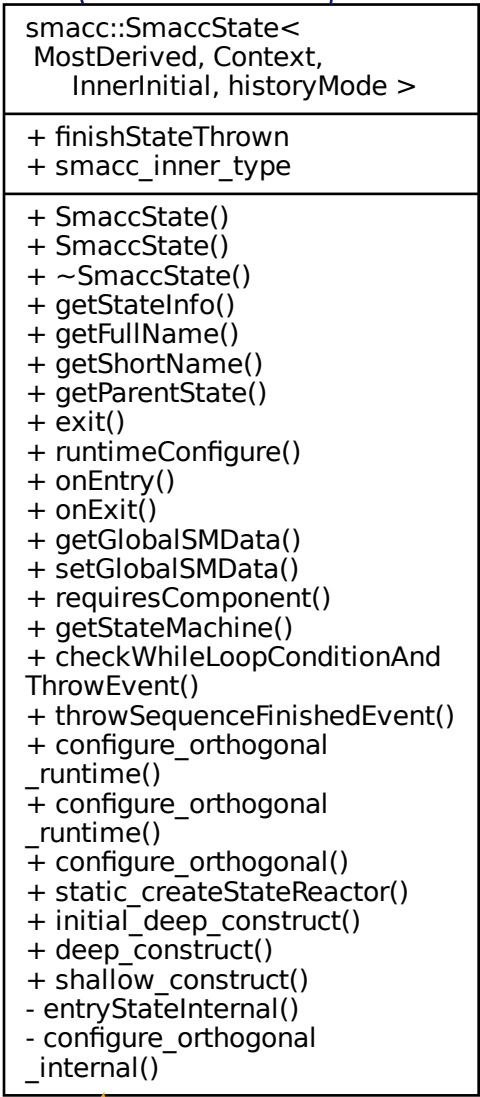 smacc::SmaccState<
MostDerived, Context,
InnerInitial, historyMode >
+ finishStateThrown
+ smacc_inner_type
+ SmaccState()
+ SmaccState()
+ ~SmaccState()
+ getStateInfo()
+ getFullName()
+ getShortName()
+ getParentState()
+ exit()
+ runtimeConfigure()
+ onEntry()
+ onExit()
+ getGlobalSMData()
+ setGlobalSMData()
+ requiresComponent()
+ getStateMachine()
+ checkWhileLoopConditionAnd
ThrowEvent()
+ throwSequenceFinishedEvent()
+ configure_orthogonal
_runtime()
+ configure_orthogonal
_runtime()
+ configure_orthogonal()
+ static_createStateReactor()
+ initial_deep_construct()
+ deep_construct()
+ shallow_construct()
- entryStateInternal()
- configure_orthogonal
_internal()